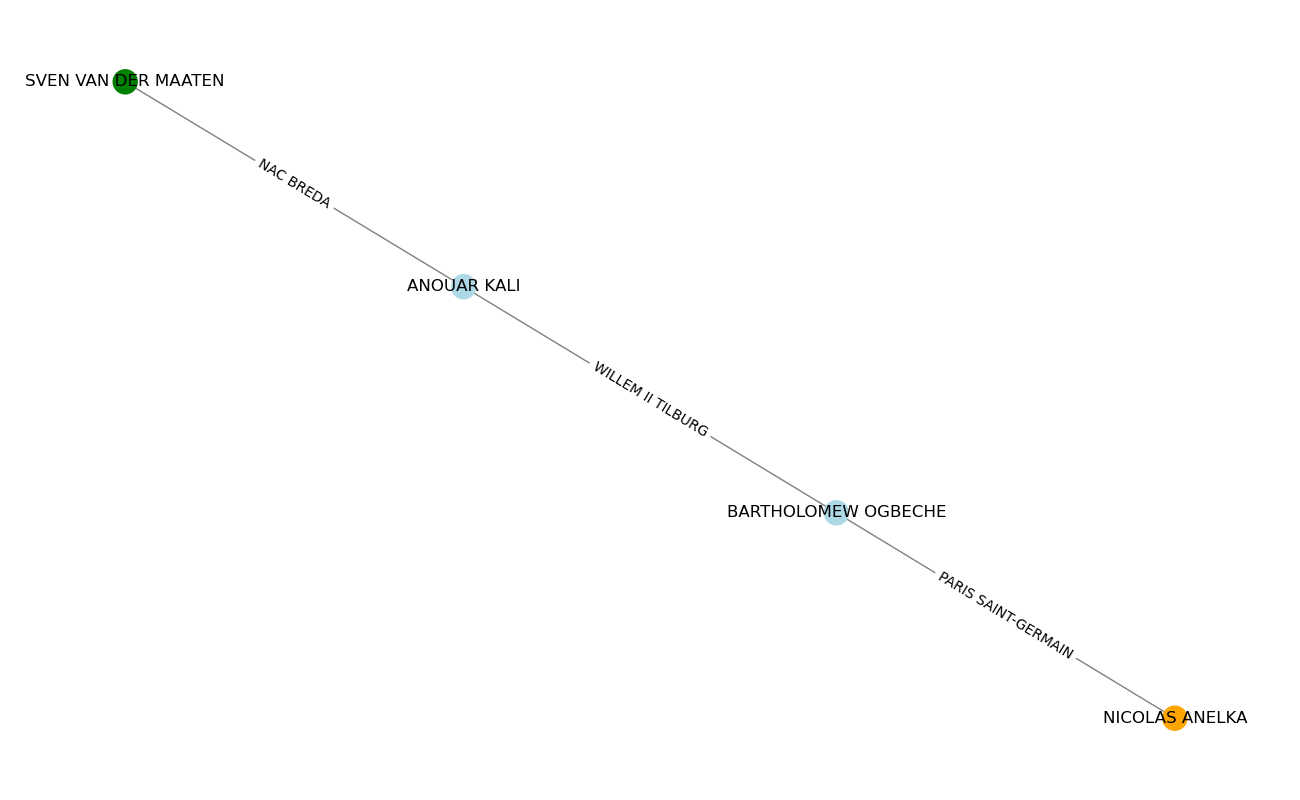 SVEN VAN DER MAATEN
NAC BREDA
ANOUAR KALI
WILLEM II TILBURG
BARTHOLOMEW OGBECHE
PARIS SAINT-GERMAIN
NICOLAS ANELKA